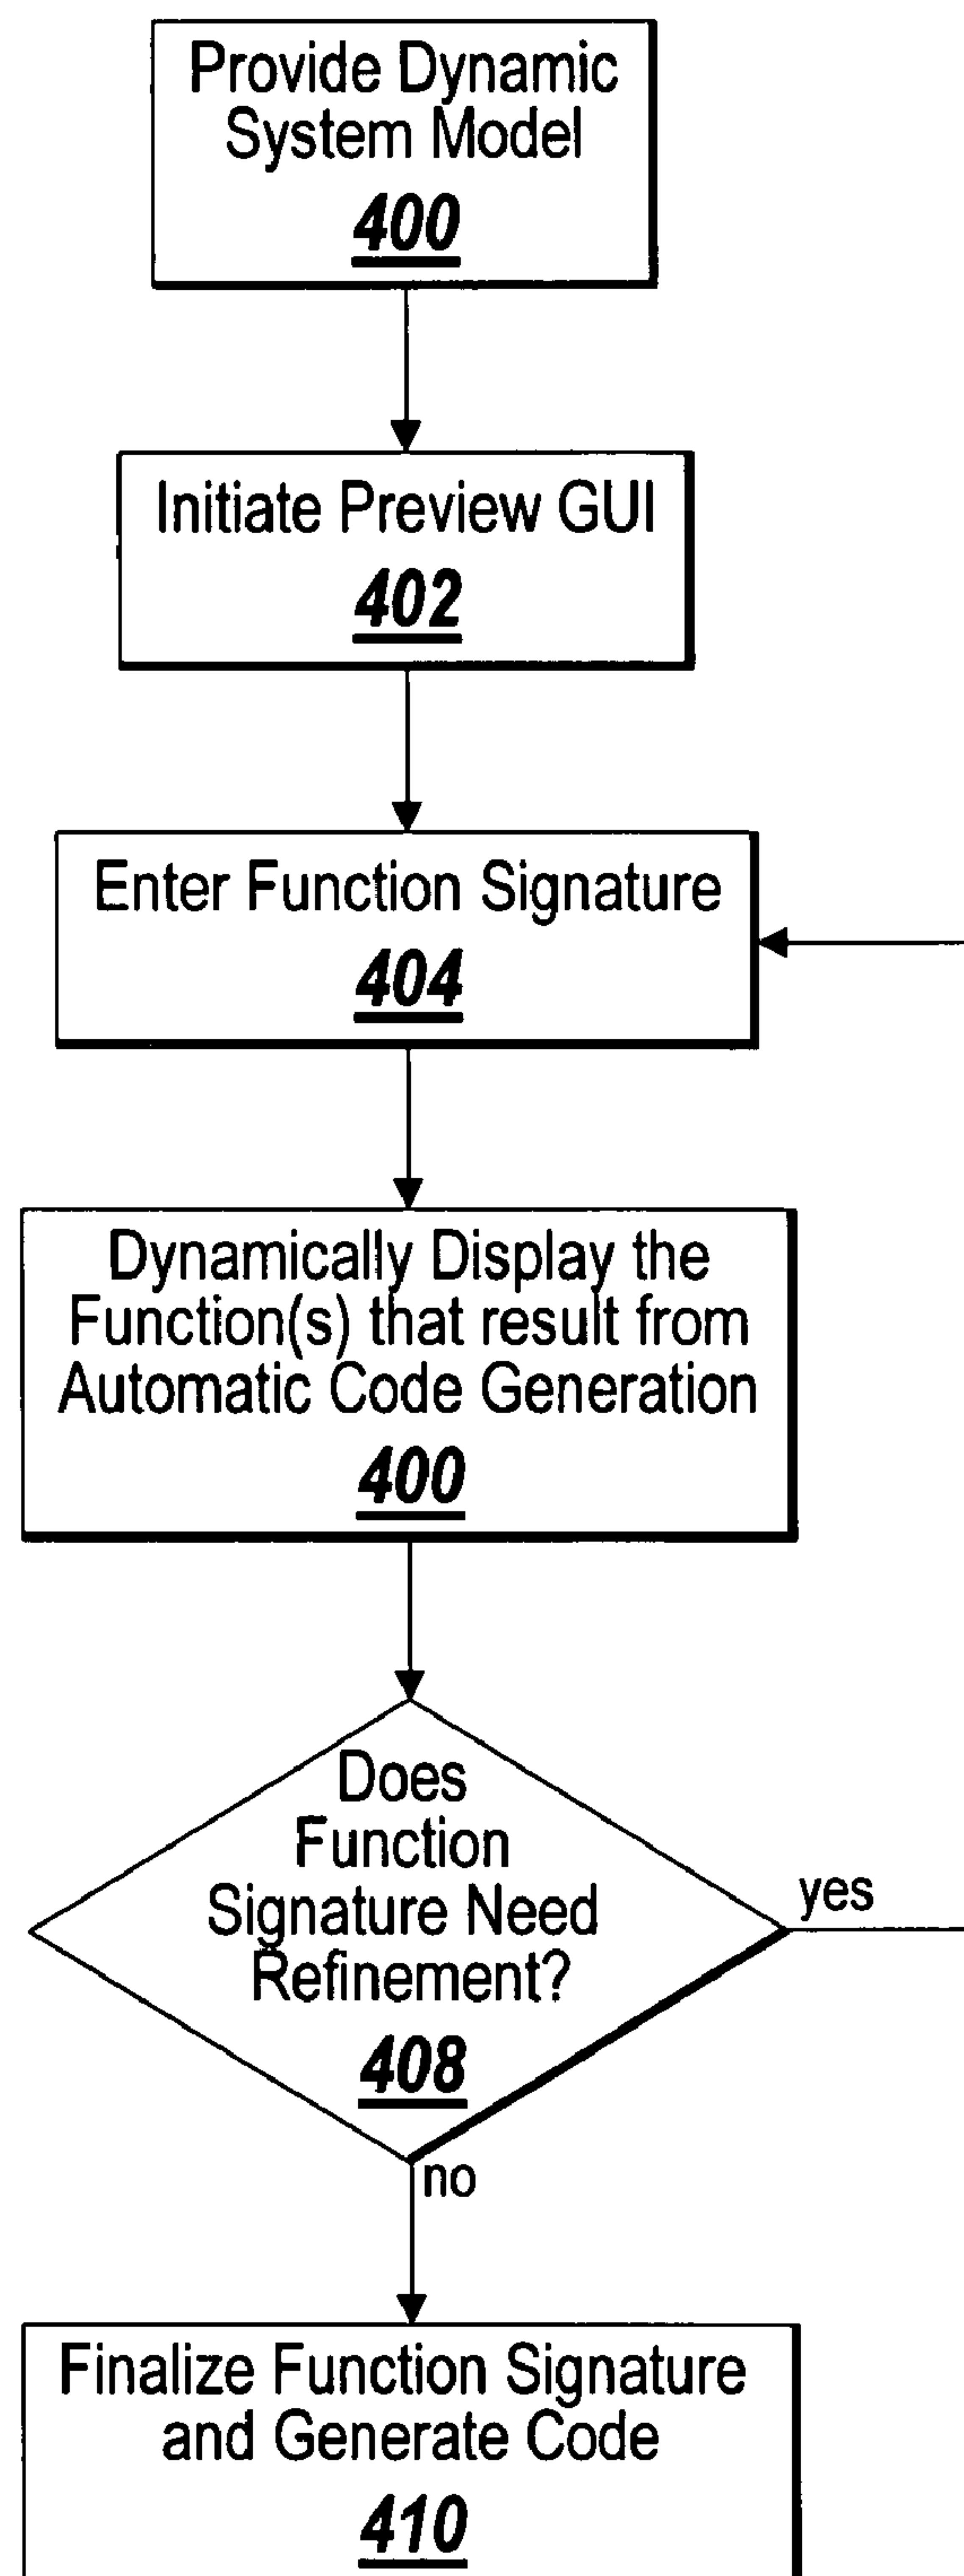 Provide Dynamic
System Model
400
Initiate Preview GUI
402
Enter Function Signature
404
Dynamically Display the
Function(s) that result from
Automatic Code Generation
400
Does
Function
Signature Need
Refinement?
408
yes
no
Finalize Function Signature
and Generate Code
410